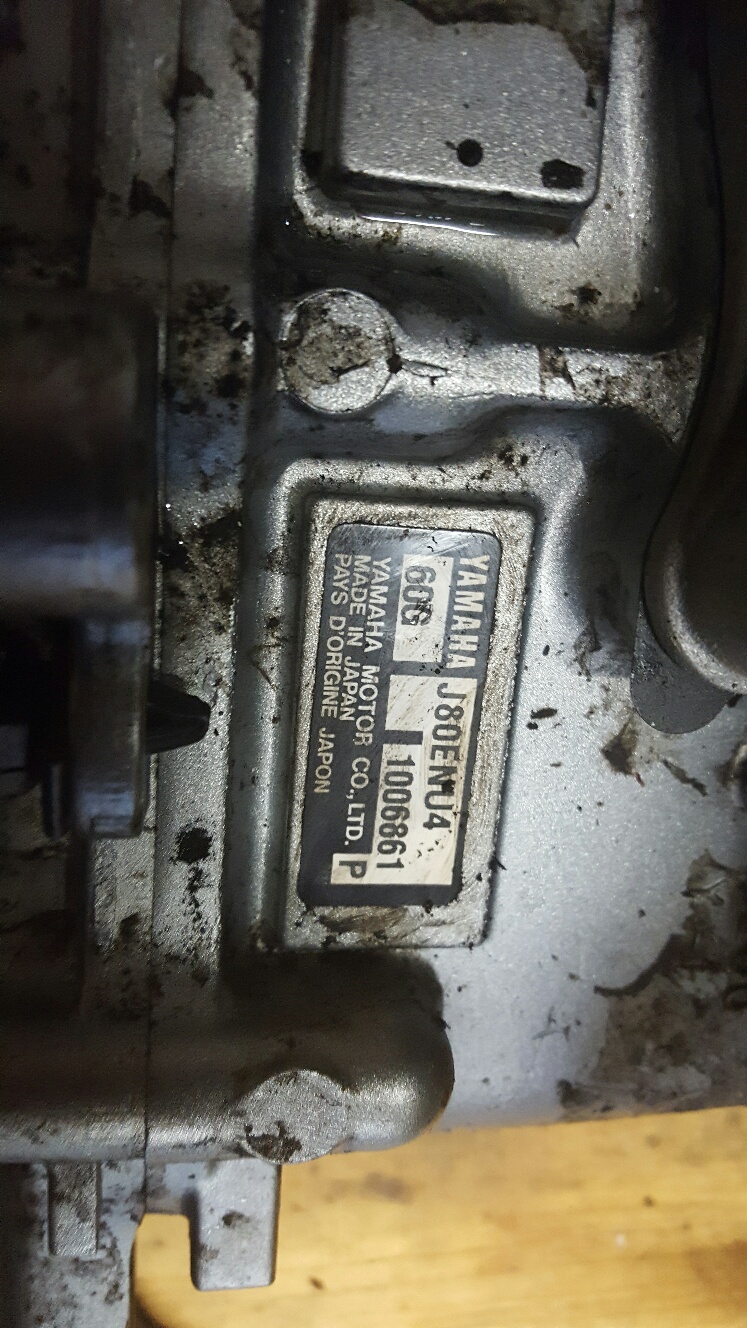 YAMAHA J80ENU4
60G 1006861
YAMAHA MOTOR CO., LTD. P
MADE IN JAPAN
PAYS D'ORIGINE JAPON